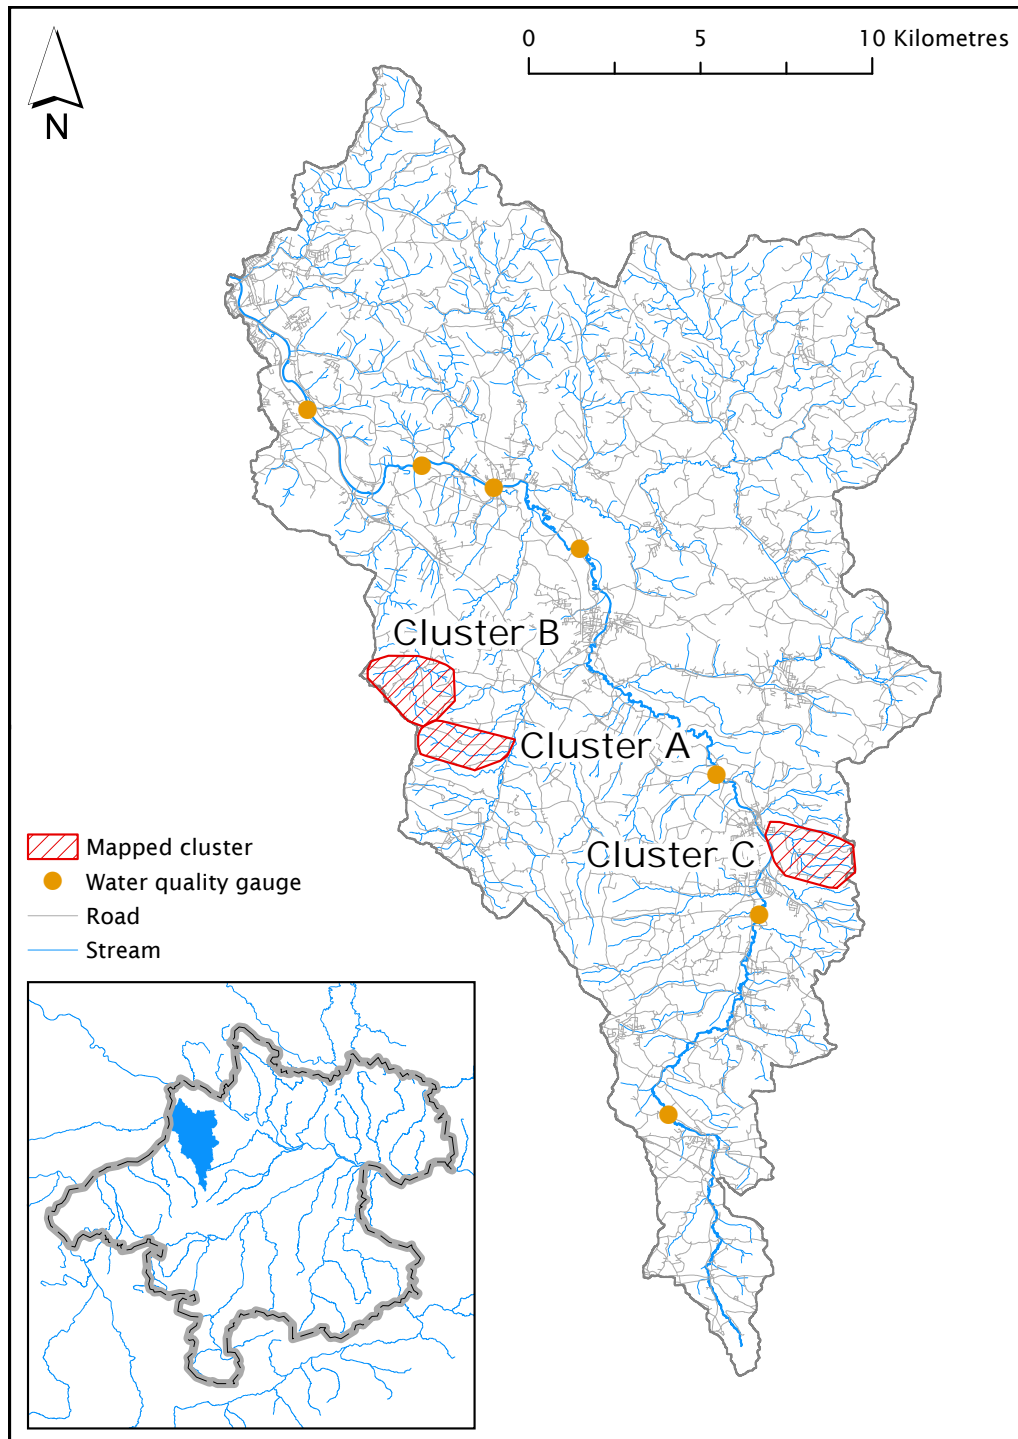 0 5 10 Kilometres
N
Cluster B
Cluster A
Cluster C
Mapped cluster
Water quality gauge
Road
Stream